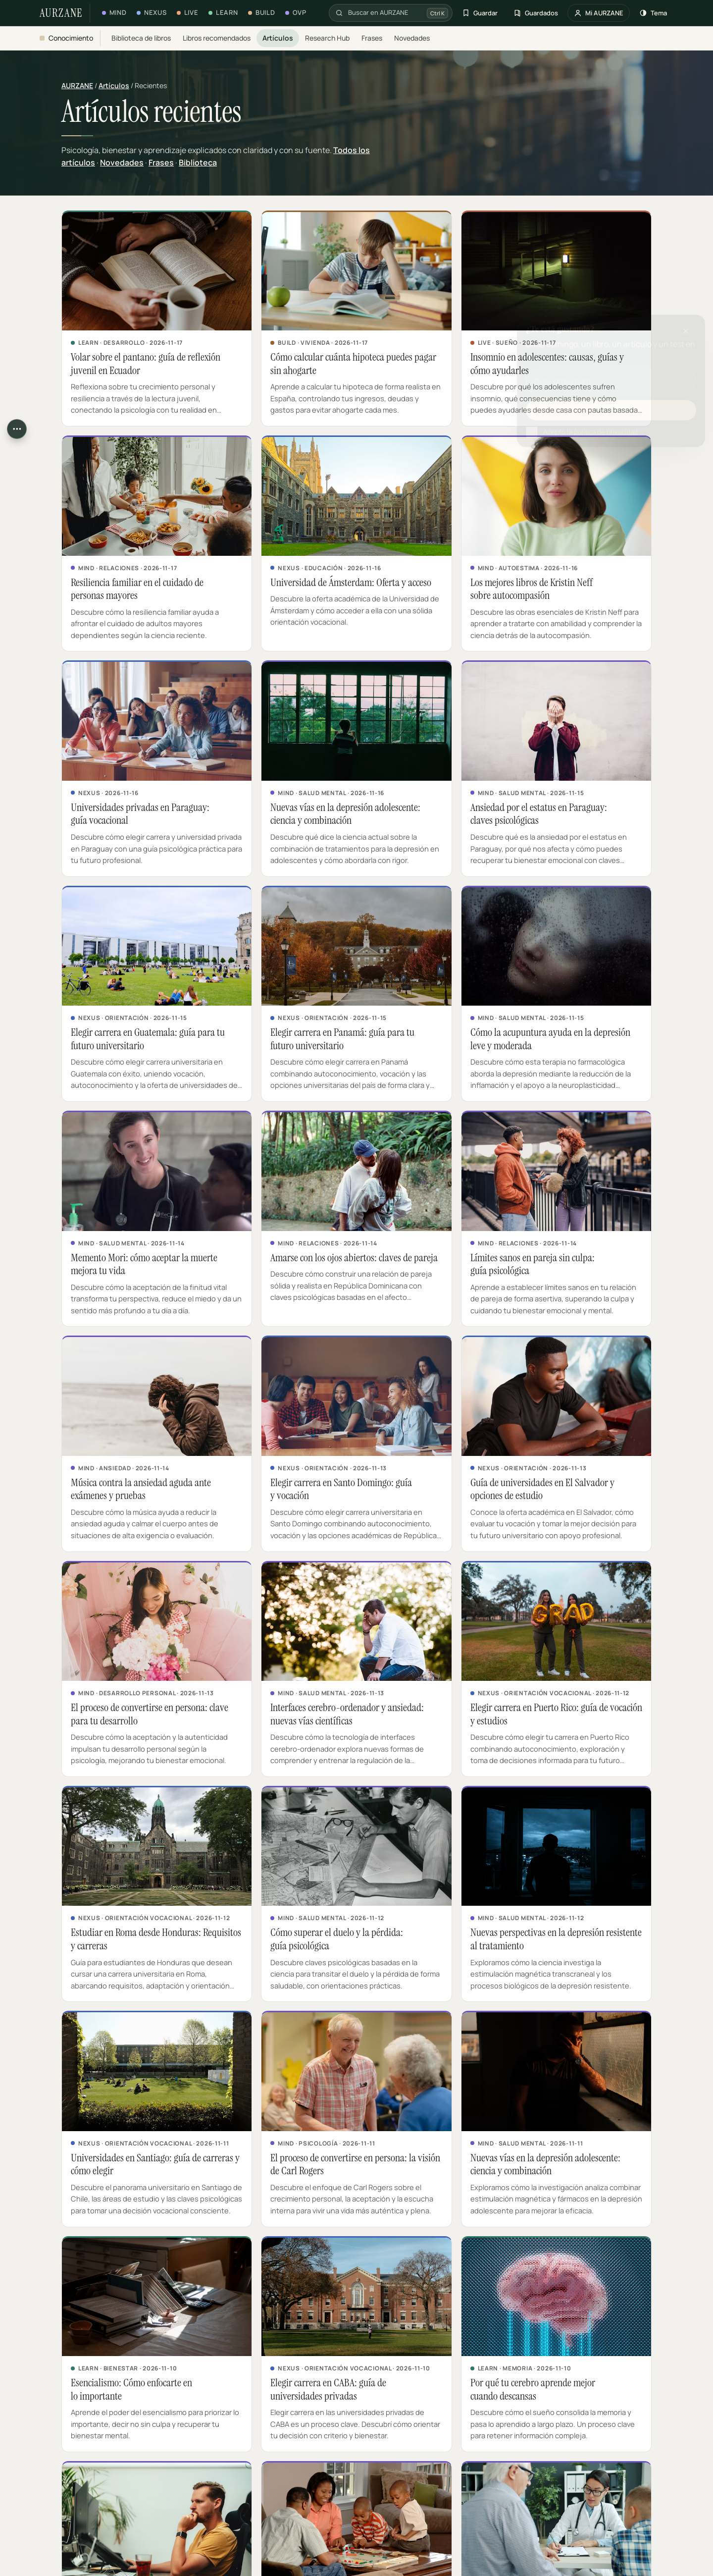 AURZANE MIND NEXUS LIVE LEARN BUILD OVP Buscar en AURZANE Ctrl K Guardar Guardados Mi AURZANE Tema
Conocimiento Biblioteca de libros Libros recomendados Artículos Research Hub Frases Novedades
AURZANE / Artículos / Recientes
Artículos recientes
Psicología, bienestar y aprendizaje explicados con claridad y con su fuente. Todos los
artículos · Novedades · Frases · Biblioteca
LEARN · DESARROLLO · 2026-11-17
Volar sobre el pantano: guía de reflexión
juvenil en Ecuador
Reflexiona sobre tu crecimiento personal y
resiliencia a través de la lectura juvenil,
conectando la psicología con tu realidad en…
BUILD · VIVIENDA · 2026-11-17
Cómo calcular cuánta hipoteca puedes pagar
sin ahogarte
Aprende a calcular tu hipoteca de forma realista en
España, controlando tus ingresos, deudas y
gastos para evitar ahogarte cada mes.
LIVE · SUEÑO · 2026-11-17
Insomnio en adolescentes: causas, guías y
cómo ayudarles
Descubre por qué los adolescentes sufren
insomnio, qué consecuencias tiene y cómo
puedes ayudarles desde casa con pautas basada…
MIND · RELACIONES · 2026-11-17
Resiliencia familiar en el cuidado de
personas mayores
Descubre cómo la resiliencia familiar ayuda a
afrontar el cuidado de adultos mayores
dependientes según la ciencia reciente.
NEXUS · EDUCACIÓN · 2026-11-16
Universidad de Ámsterdam: Oferta y acceso
Descubre la oferta académica de la Universidad de
Ámsterdam y cómo acceder a ella con una sólida
orientación vocacional.
MIND · AUTOESTIMA · 2026-11-16
Los mejores libros de Kristin Neff
sobre autocompasión
Descubre las obras esenciales de Kristin Neff para
aprender a tratarte con amabilidad y comprender la
ciencia detrás de la autocompasión.
NEXUS · 2026-11-16
Universidades privadas en Paraguay:
guía vocacional
Descubre cómo elegir carrera y universidad privada
en Paraguay con una guía psicológica práctica para
tu futuro profesional.
MIND · SALUD MENTAL · 2026-11-16
Nuevas vías en la depresión adolescente:
ciencia y combinación
Descubre qué dice la ciencia actual sobre la
combinación de tratamientos para la depresión en
adolescentes y cómo abordarla con rigor.
MIND · SALUD MENTAL · 2026-11-15
Ansiedad por el estatus en Paraguay:
claves psicológicas
Descubre qué es la ansiedad por el estatus en
Paraguay, por qué nos afecta y cómo puedes
recuperar tu bienestar emocional con claves…
NEXUS · ORIENTACIÓN · 2026-11-15
Elegir carrera en Guatemala: guía para tu
futuro universitario
Descubre cómo elegir carrera universitaria en
Guatemala con éxito, uniendo vocación,
autoconocimiento y la oferta de universidades de…
NEXUS · ORIENTACIÓN · 2026-11-15
Elegir carrera en Panamá: guía para tu
futuro universitario
Descubre cómo elegir carrera en Panamá
combinando autoconocimiento, vocación y las
opciones universitarias del país de forma clara y…
MIND · SALUD MENTAL · 2026-11-15
Cómo la acupuntura ayuda en la depresión
leve y moderada
Descubre cómo esta terapia no farmacológica
aborda la depresión mediante la reducción de la
inflamación y el apoyo a la neuroplasticidad…
MIND · SALUD MENTAL · 2026-11-14
Memento Mori: cómo aceptar la muerte
mejora tu vida
Descubre cómo la aceptación de la finitud vital
transforma tu perspectiva, reduce el miedo y da un
sentido más profundo a tu día a día.
MIND · RELACIONES · 2026-11-14
Amarse con los ojos abiertos: claves de pareja
Descubre cómo construir una relación de pareja
sólida y realista en República Dominicana con
claves psicológicas basadas en el afecto…
MIND · RELACIONES · 2026-11-14
Límites sanos en pareja sin culpa:
guía psicológica
Aprende a establecer límites sanos en tu relación
de pareja de forma asertiva, superando la culpa y
cuidando tu bienestar emocional y mental.
MIND · ANSIEDAD · 2026-11-14
Música contra la ansiedad aguda ante
exámenes y pruebas
Descubre cómo la música ayuda a reducir la
ansiedad aguda y calmar el cuerpo antes de
situaciones de alta exigencia o evaluación.
NEXUS · ORIENTACIÓN · 2026-11-13
Elegir carrera en Santo Domingo: guía
y vocación
Descubre cómo elegir carrera universitaria en
Santo Domingo combinando autoconocimiento,
vocación y las opciones académicas de República…
NEXUS · ORIENTACIÓN · 2026-11-13
Guía de universidades en El Salvador y
opciones de estudio
Conoce la oferta académica en El Salvador, cómo
evaluar tu vocación y tomar la mejor decisión para
tu futuro universitario con apoyo profesional.
MIND · DESARROLLO PERSONAL · 2026-11-13
El proceso de convertirse en persona: clave
para tu desarrollo
Descubre cómo la aceptación y la autenticidad
impulsan tu desarrollo personal según la
psicología, mejorando tu bienestar emocional.
MIND · SALUD MENTAL · 2026-11-13
Interfaces cerebro-ordenador y ansiedad:
nuevas vías científicas
Descubre cómo la tecnología de interfaces
cerebro-ordenador explora nuevas formas de
comprender y entrenar la regulación de la…
GRAD
NEXUS · ORIENTACIÓN VOCACIONAL · 2026-11-12
Elegir carrera en Puerto Rico: guía de vocación
y estudios
Descubre cómo elegir tu carrera en Puerto Rico
combinando autoconocimiento, exploración y
toma de decisiones informada para tu futuro…
NEXUS · ORIENTACIÓN VOCACIONAL · 2026-11-12
Estudiar en Roma desde Honduras: Requisitos
y carreras
Guía para estudiantes de Honduras que desean
cursar una carrera universitaria en Roma,
abarcando requisitos, adaptación y orientación…
MIND · SALUD MENTAL · 2026-11-12
Cómo superar el duelo y la pérdida:
guía psicológica
Descubre claves psicológicas basadas en la
ciencia para transitar el duelo y la pérdida de forma
saludable, con orientaciones prácticas.
MIND · SALUD MENTAL · 2026-11-12
Nuevas perspectivas en la depresión resistente
al tratamiento
Exploramos cómo la ciencia investiga la
estimulación magnética transcraneal y los
procesos biológicos de la depresión resistente.
NEXUS · ORIENTACIÓN VOCACIONAL · 2026-11-11
Universidades en Santiago: guía de carreras y
cómo elegir
Descubre el panorama universitario en Santiago de
Chile, las áreas de estudio y las claves psicológicas
para tomar una decisión vocacional consciente.
MIND · PSICOLOGÍA · 2026-11-11
El proceso de convertirse en persona: la visión
de Carl Rogers
Descubre el enfoque de Carl Rogers sobre el
crecimiento personal, la aceptación y la escucha
interna para vivir una vida más auténtica y plena.
MIND · SALUD MENTAL · 2026-11-11
Nuevas vías en la depresión adolescente:
ciencia y combinación
Exploramos cómo la investigación analiza combinar
estimulación magnética y fármacos en la depresión
adolescente para mejorar la eficacia.
LEARN · BIENESTAR · 2026-11-10
Esencialismo: Cómo enfocarte en
lo importante
Aprende el poder del esencialismo para priorizar lo
importante, decir no sin culpa y recuperar tu
bienestar mental.
NEXUS · ORIENTACIÓN VOCACIONAL · 2026-11-10
Elegir carrera en CABA: guía de
universidades privadas
Elegir carrera en las universidades privadas de
CABA es un proceso clave. Descubrí cómo orientar
tu decisión con criterio y bienestar.
LEARN · MEMORIA · 2026-11-10
Por qué tu cerebro aprende mejor
cuando descansas
Descubre cómo el sueño consolida la memoria y
pasa lo aprendido a largo plazo. Un proceso clave
para retener información compleja.